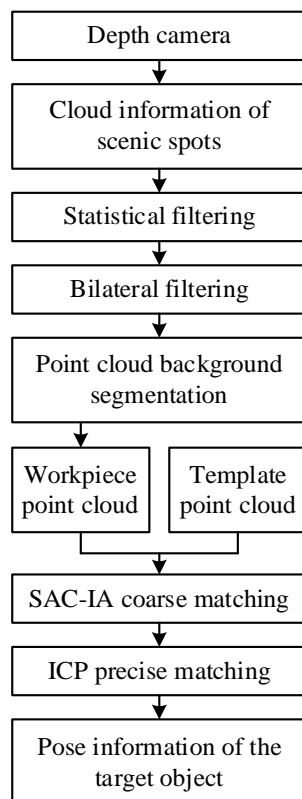 Depth camera
Cloud information of
scenic spots
Statistical filtering
Bilateral filtering
Point cloud background
segmentation
Workpiece
point cloud
Template
point cloud
SAC-IA coarse matching
ICP precise matching
Pose information of the
target object